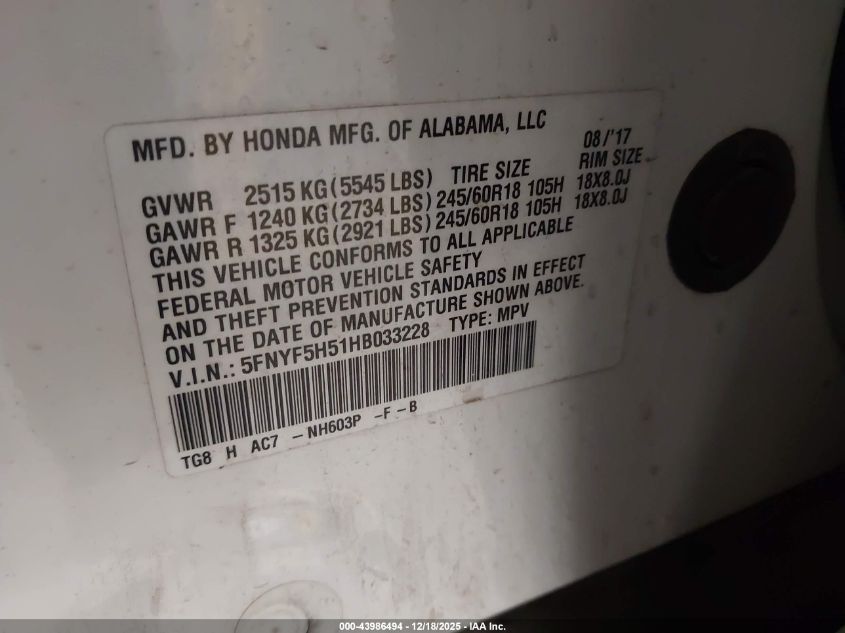 MFD. BY HONDA MFG. OF ALABAMA, LLC 08/'17
GVWR 2515 KG (5545 LBS) TIRE SIZE RIM SIZE
GAWR F 1240 KG (2734 LBS) 245/60R18 105H 18X8.0J
GAWR R 1325 KG (2921 LBS) 245/60R18 105H 18X8.0J
THIS VEHICLE CONFORMS TO ALL APPLICABLE
FEDERAL MOTOR VEHICLE SAFETY
AND THEFT PREVENTION STANDARDS IN EFFECT
ON THE DATE OF MANUFACTURE SHOWN ABOVE.
V.I.N.: 5FNYF5H51HB033228 TYPE: MPV
TG8 H AC7 -NH603P -F-B
000-43986494 - 12/18/2025 - IAA Inc.